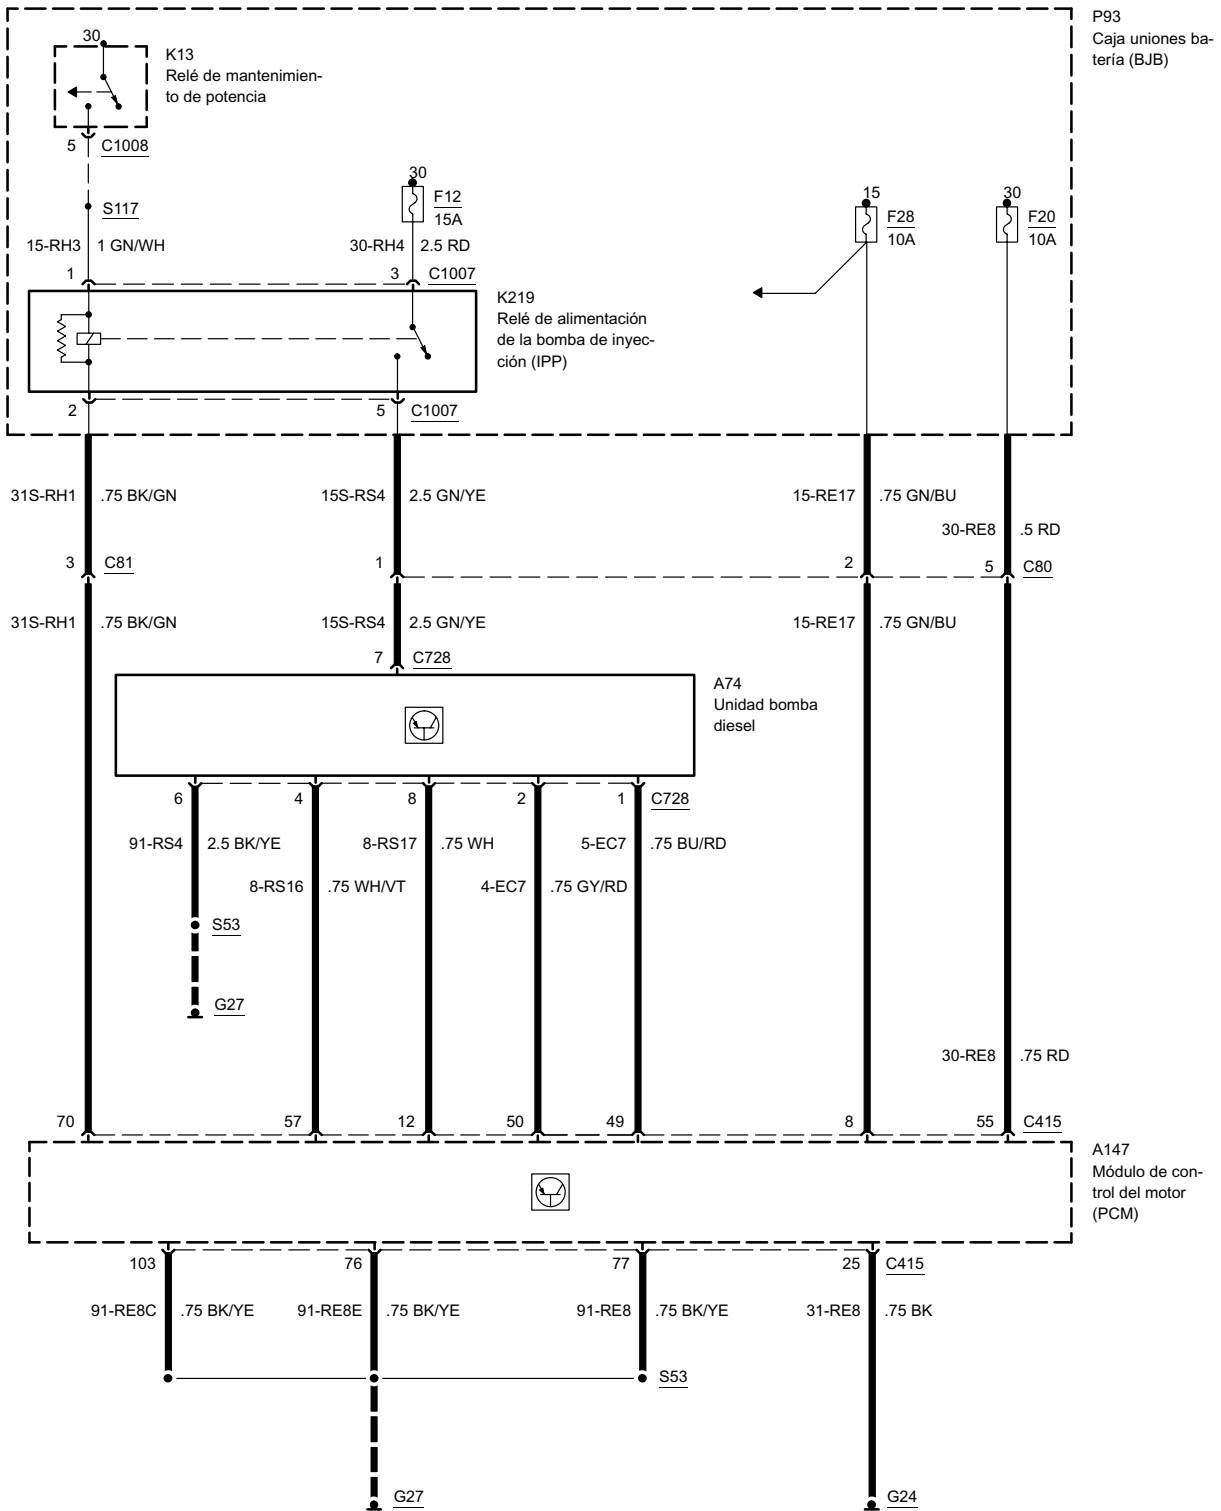 P93
Caja uniones ba-
tería (BJB)
30
K13
Relé de mantenimien-
to de potencia
5 C1008
S117
30
F12
15A
15
F28
10A
30
F20
10A
15-RH3 1 GN/WH
30-RH4 2.5 RD
1
3 C1007
K219
Relé de alimentación
de la bomba de inyec-
ción (IPP)
2
5 C1007
31S-RH1 .75 BK/GN
15S-RS4 2.5 GN/YE
15-RE17 .75 GN/BU
30-RE8 .5 RD
3 C81
1
2
5 C80
31S-RH1 .75 BK/GN
15S-RS4 2.5 GN/YE
15-RE17 .75 GN/BU
7 C728
A74
Unidad bomba
diesel
6
4
8
2
1 C728
91-RS4 2.5 BK/YE
8-RS17 .75 WH
5-EC7 .75 BU/RD
8-RS16 .75 WH/VT
4-EC7 .75 GY/RD
S53
G27
30-RE8 .75 RD
70
57
12
50
49
8
55 C415
A147
Módulo de con-
trol del motor
(PCM)
103
76
77
25 C415
91-RE8C .75 BK/YE
91-RE8E .75 BK/YE
91-RE8 .75 BK/YE
31-RE8 .75 BK
S53
G27
G24